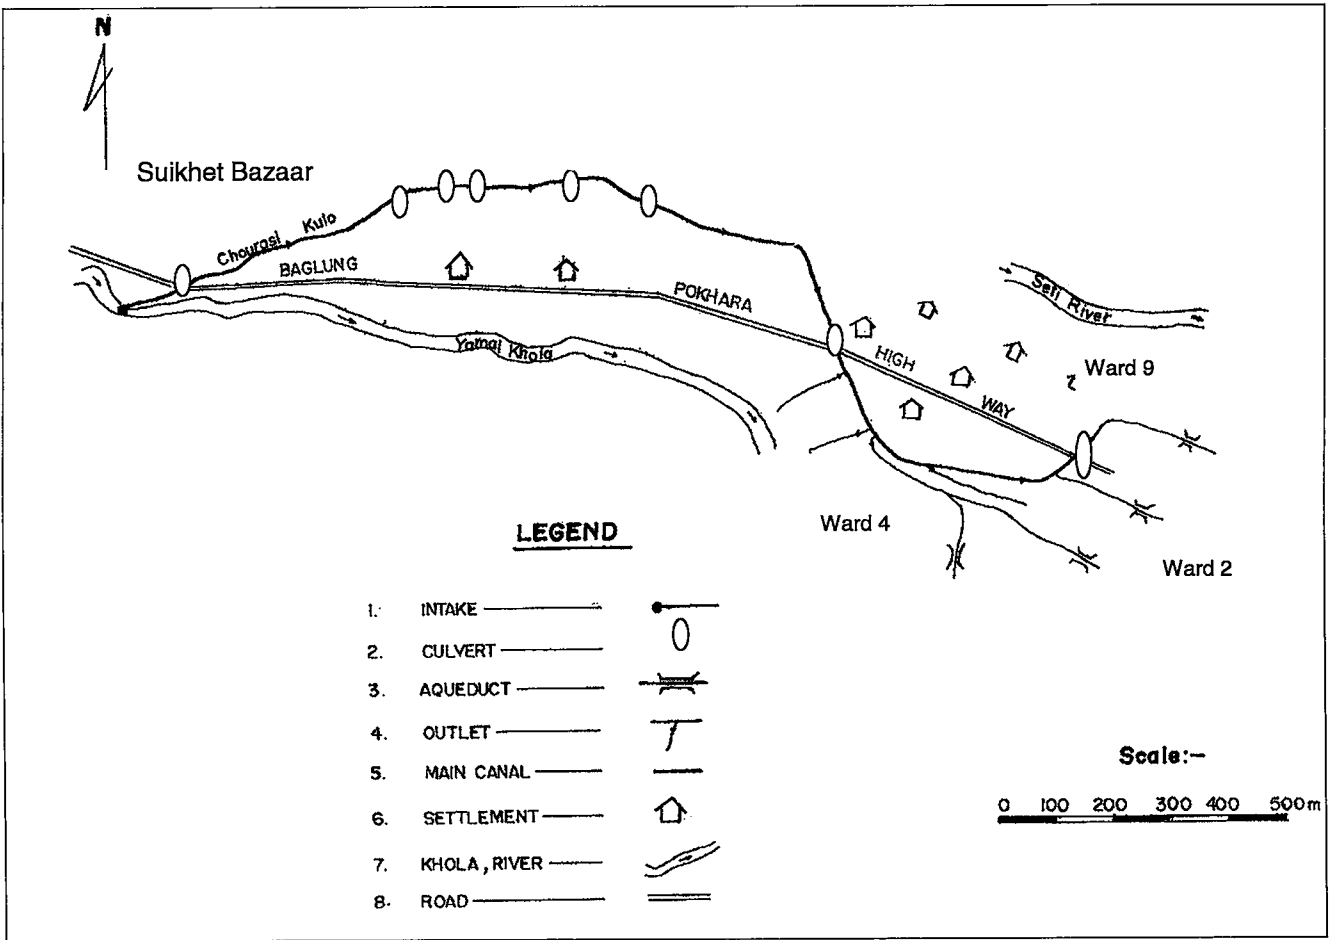 N
Suikhet Bazaar
Chourasi Kulo
BAGLUNG POKHARA HIGH WAY
Yamai Khola
Seti River
Ward 9
Ward 4
Ward 2
LEGEND
1. INTAKE
2. CULVERT
3. AQUEDUCT
4. OUTLET
5. MAIN CANAL
6. SETTLEMENT
7. KHOLA, RIVER
8. ROAD
Scale:-
0 100 200 300 400 500 m